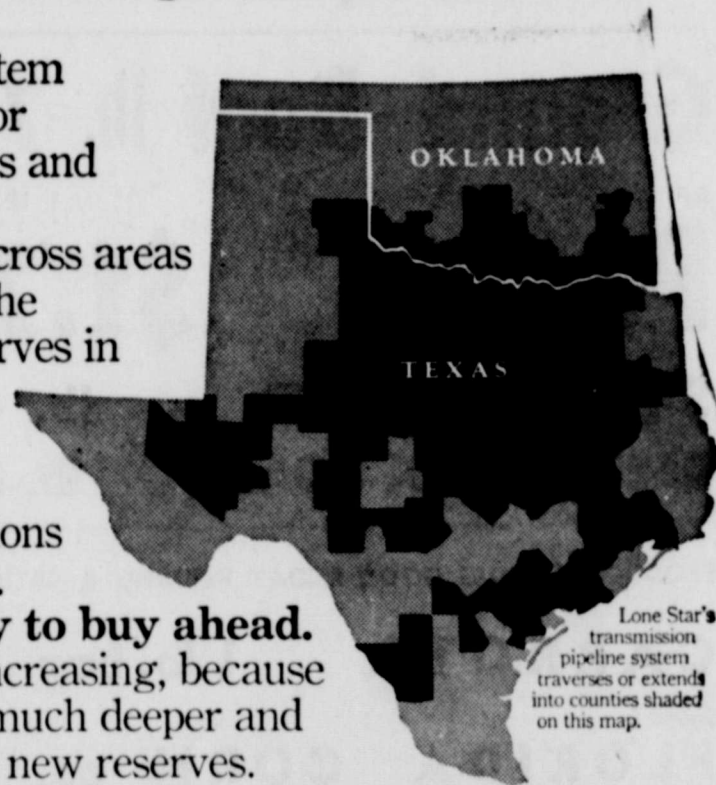 tem
or
s and
cross areas
he
rves in
ons
y to buy ahead.
ncreasing, because
much deeper and
new reserves.
OKLAHOMA
TEXAS
Lone Star's
transmission
pipeline system
traverses or extends
into counties shaded
on this map.